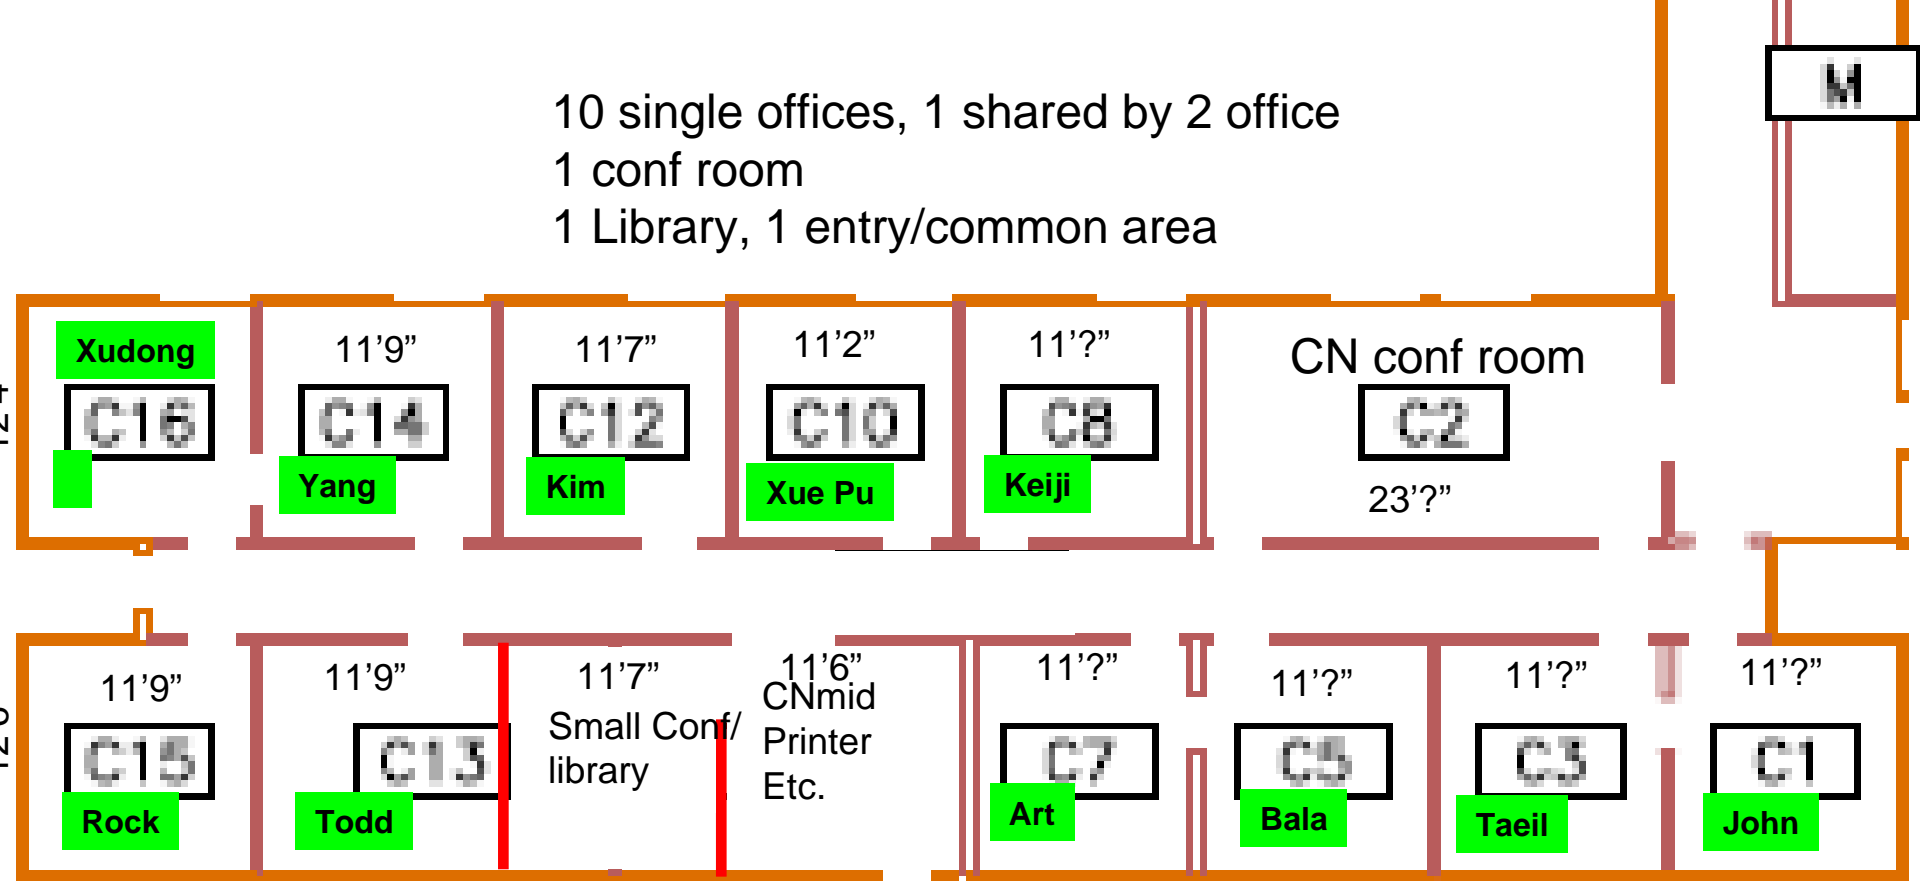 M
10 single offices, 1 shared by 2 office
1 conf room
1 Library, 1 entry/common area
Xudong
11’9”
11’7”
11’2”
11’?”
CN conf room
C16
C14
C12
C10
C8
C2
Yang
Kim
Xue Pu
Keiji
23’?”
11’9”
11’9”
11’7”
11’6”
11’?”
11’?”
11’?”
11’?”
Small Conf/
library
CNmid
Printer
Etc.
C15
C13
C7
C5
C3
C1
Rock
Todd
Art
Bala
Taeil
John